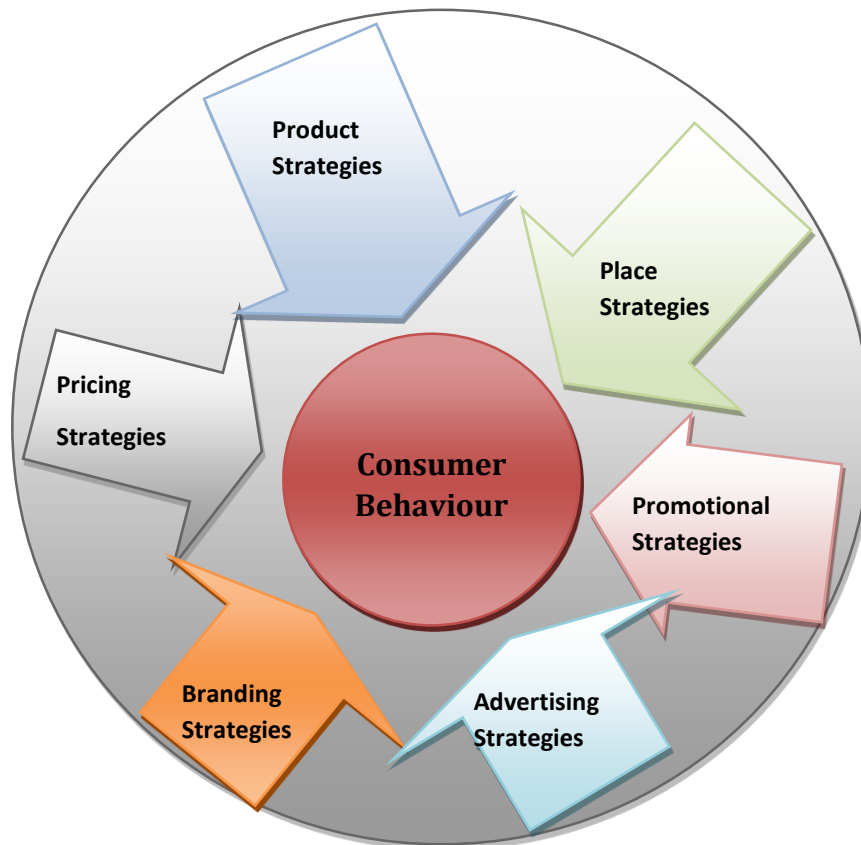 Product
Strategies
Place
Strategies
Pricing
Strategies
Consumer
Behaviour
Promotional
Strategies
Branding
Strategies
Advertising
Strategies